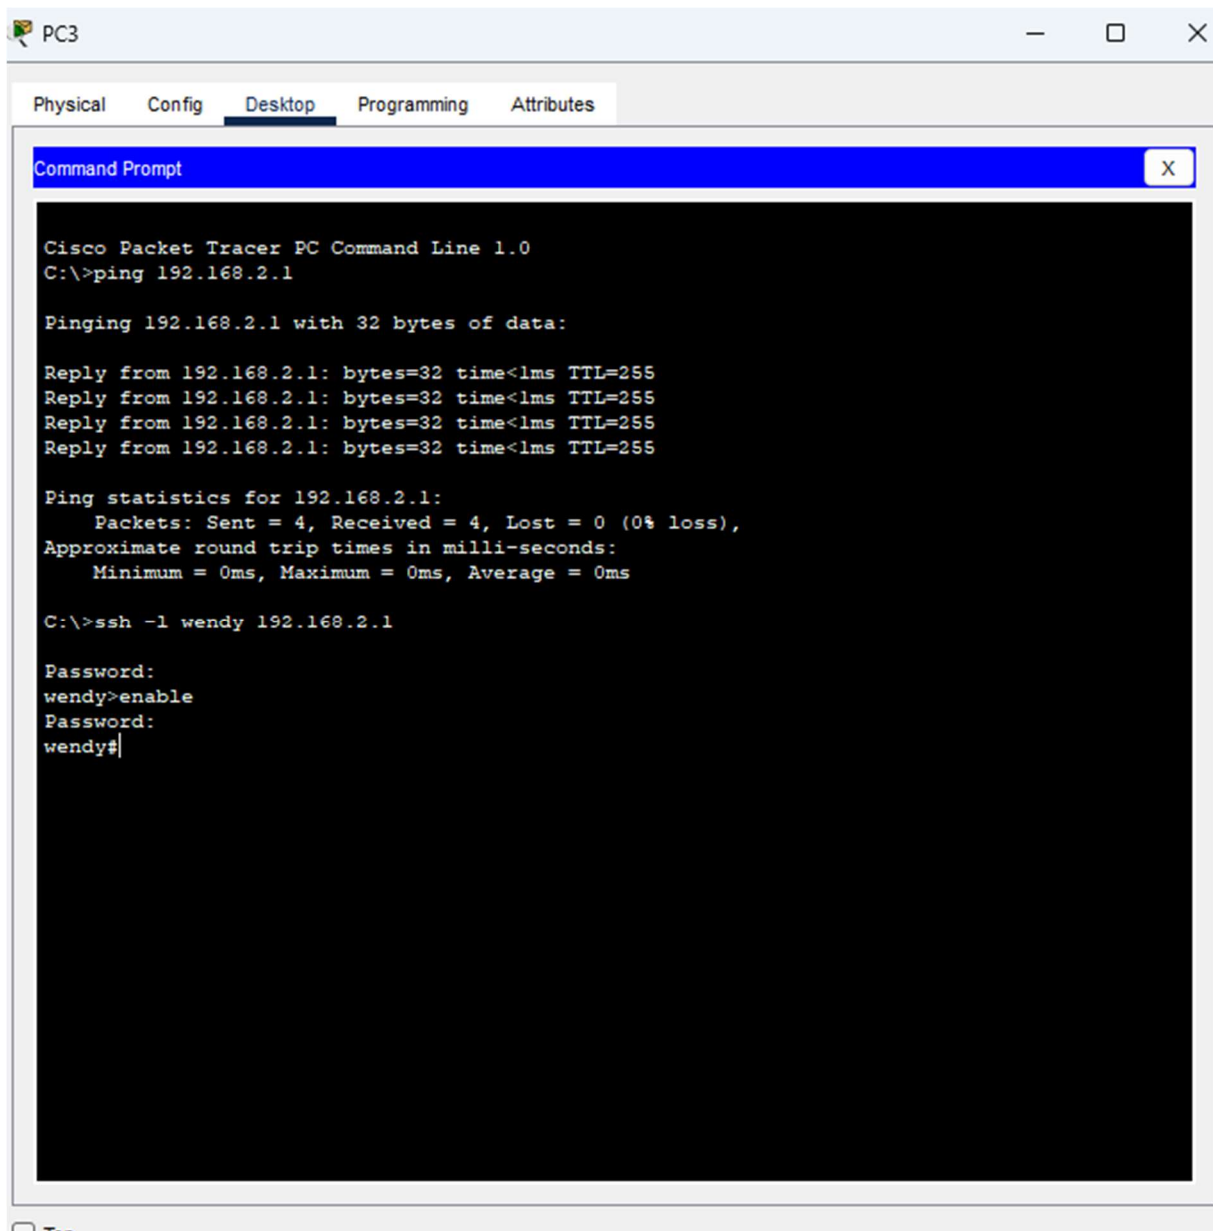 PC3
Physical Config Desktop Programming Attributes
Command Prompt X
Cisco Packet Tracer PC Command Line 1.0
C:\>ping 192.168.2.1
Pinging 192.168.2.1 with 32 bytes of data:
Reply from 192.168.2.1: bytes=32 time<1ms TTL=255
Reply from 192.168.2.1: bytes=32 time<1ms TTL=255
Reply from 192.168.2.1: bytes=32 time<1ms TTL=255
Reply from 192.168.2.1: bytes=32 time<1ms TTL=255
Ping statistics for 192.168.2.1:
Packets: Sent = 4, Received = 4, Lost = 0 (0% loss),
Approximate round trip times in milli-seconds:
Minimum = 0ms, Maximum = 0ms, Average = 0ms
C:\>ssh -l wendy 192.168.2.1
Password:
wendy>enable
Password:
wendy#